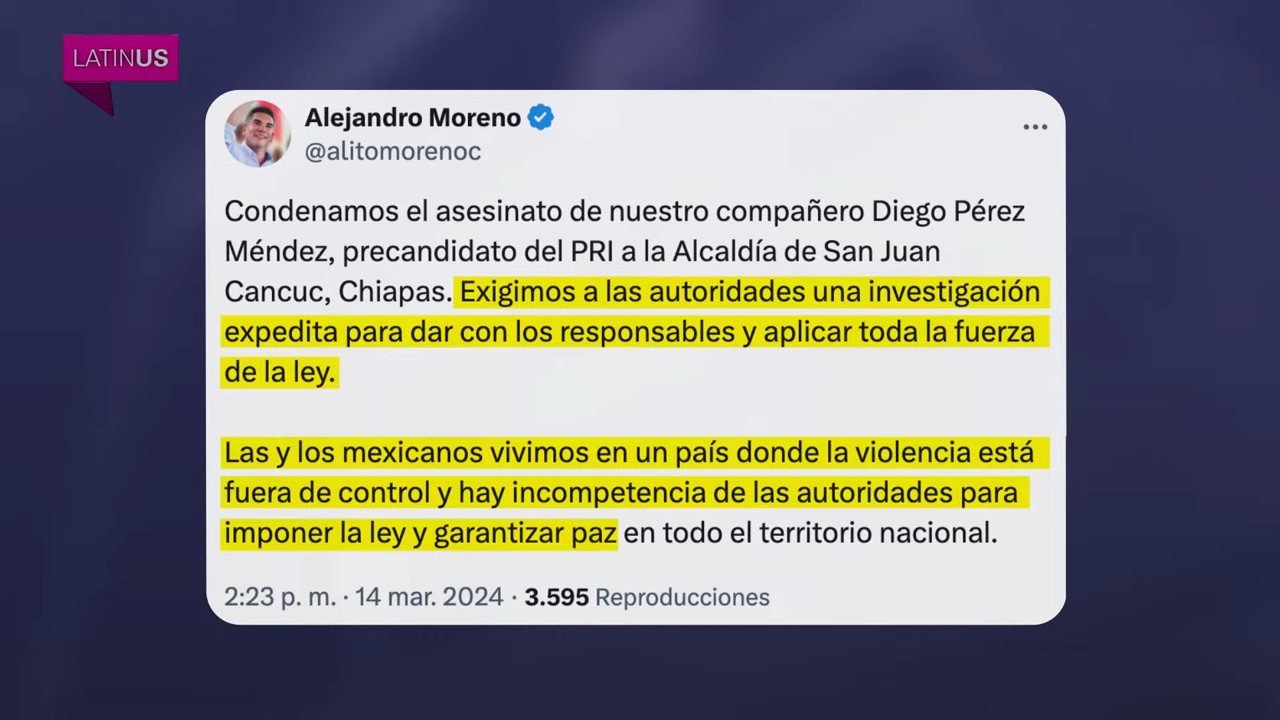 LATINUS
Alejandro Moreno
@alitomorenoc
Condenamos el asesinato de nuestro compañero Diego Pérez
Méndez, precandidato del PRI a la Alcaldía de San Juan
Cancuc, Chiapas. Exigimos a las autoridades una investigación
expedita para dar con los responsables y aplicar toda la fuerza
de la ley.
Las y los mexicanos vivimos en un país donde la violencia está
fuera de control y hay incompetencia de las autoridades para
imponer la ley y garantizar paz en todo el territorio nacional.
2:23 p. m. · 14 mar. 2024 · 3.595 Reproducciones